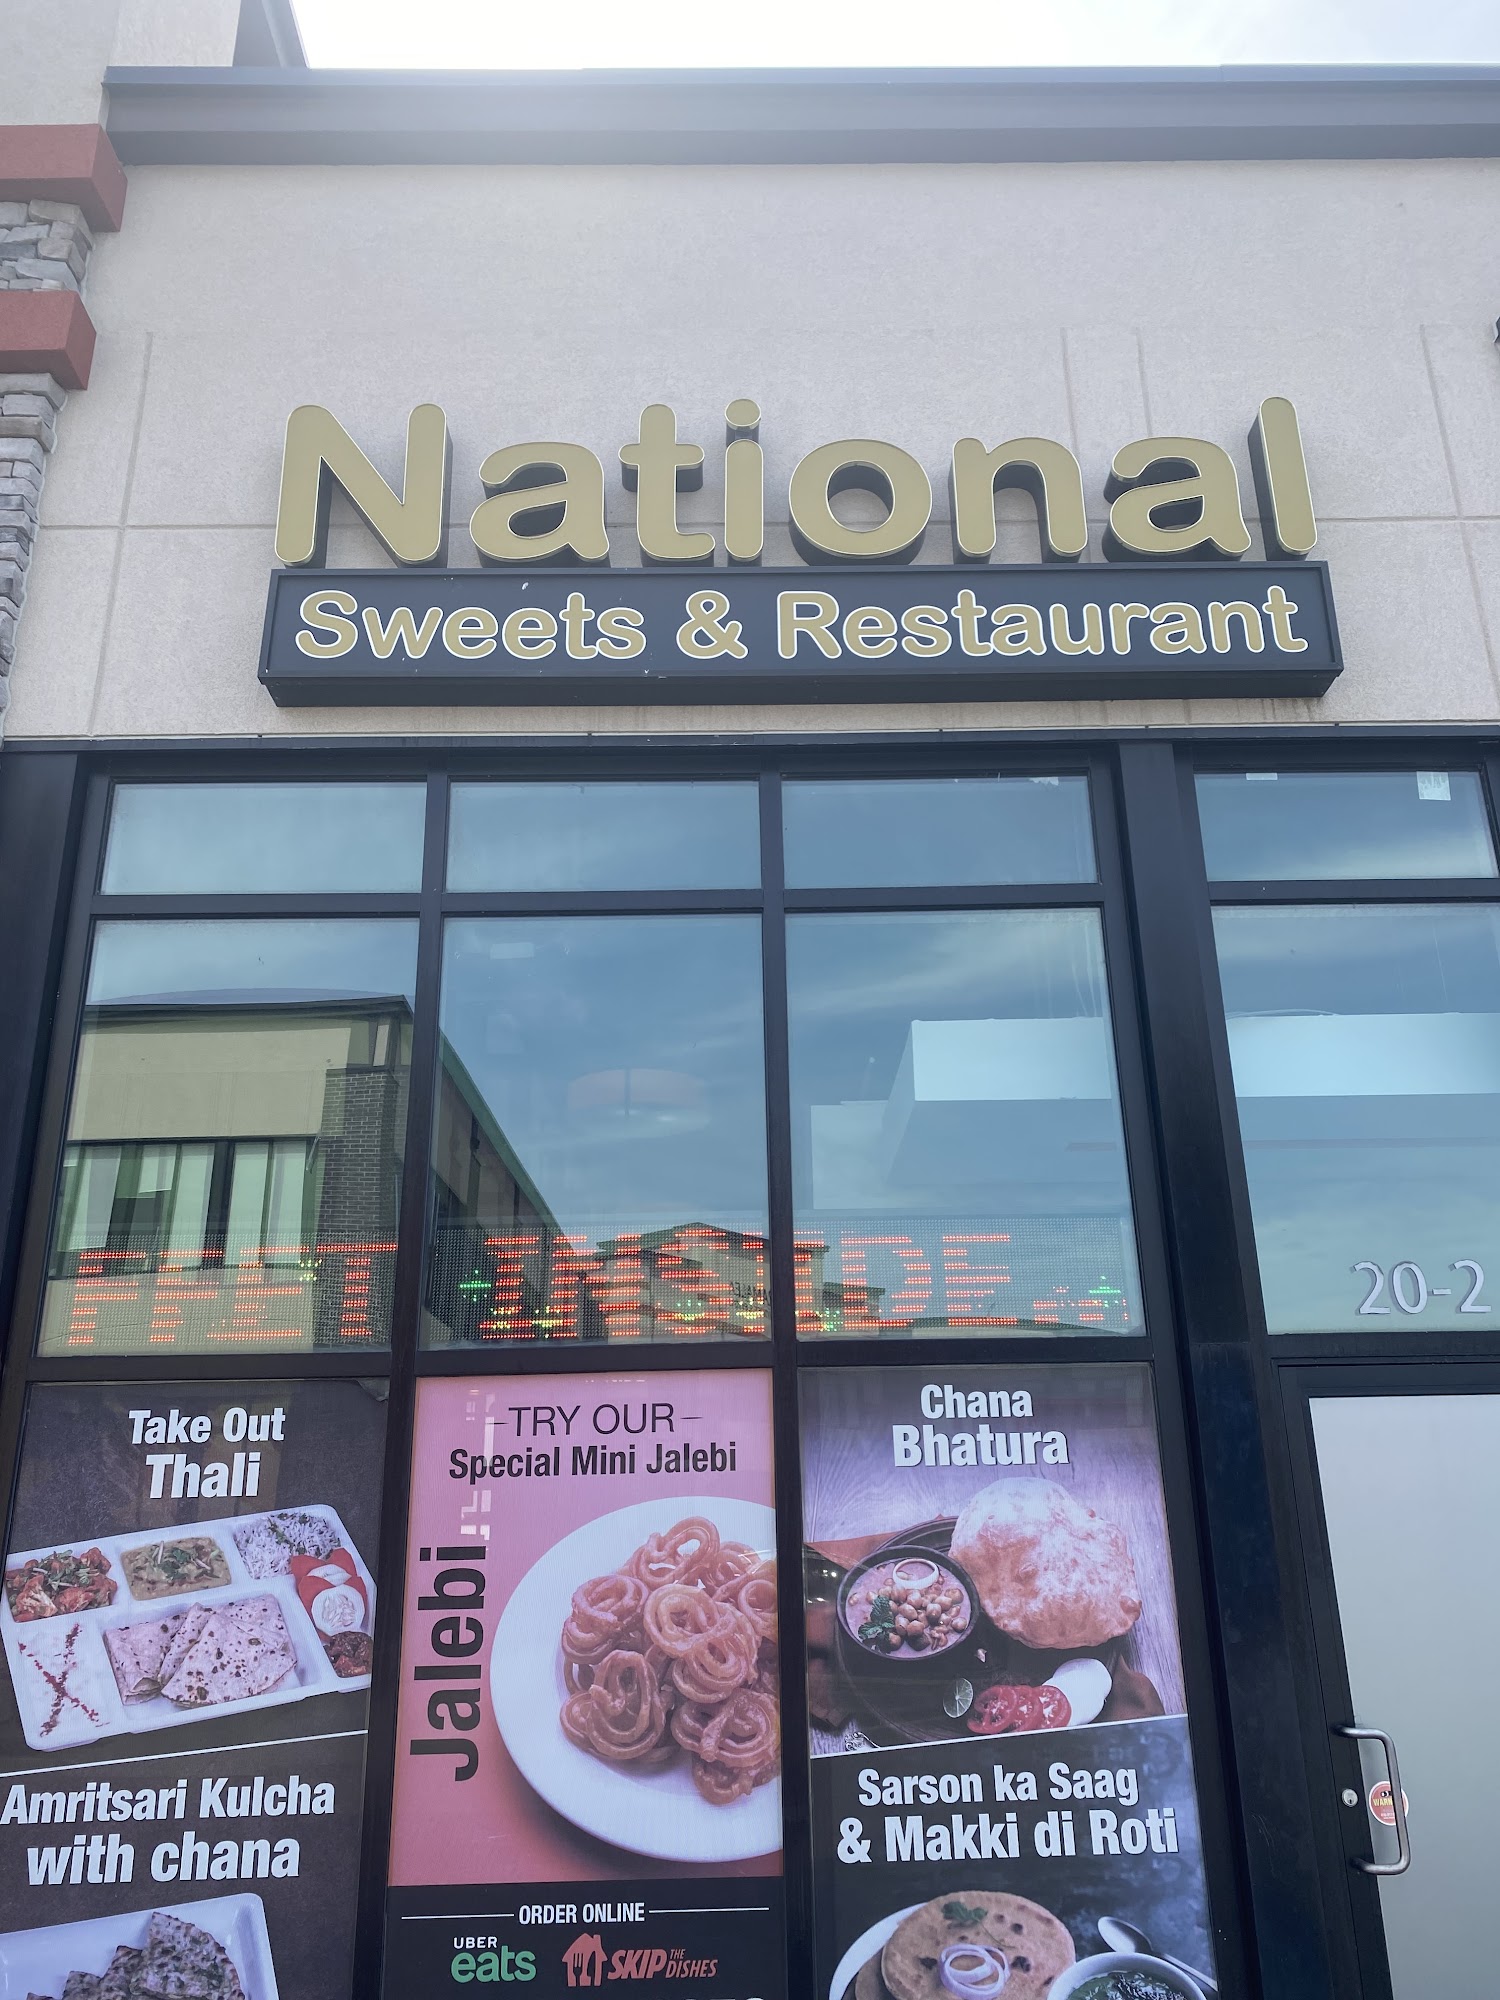 National
Sweets & Restaurant
FEET INSIDE
20-2
Take Out
Thali
TRY OUR
Special Mini Jalebi
Jalebi
Chana
Bhatura
Amritsari Kulcha
with chana
Sarson ka Saag
& Makki di Roti
ORDER ONLINE
UBER
eats
SKIP THE
DISHES